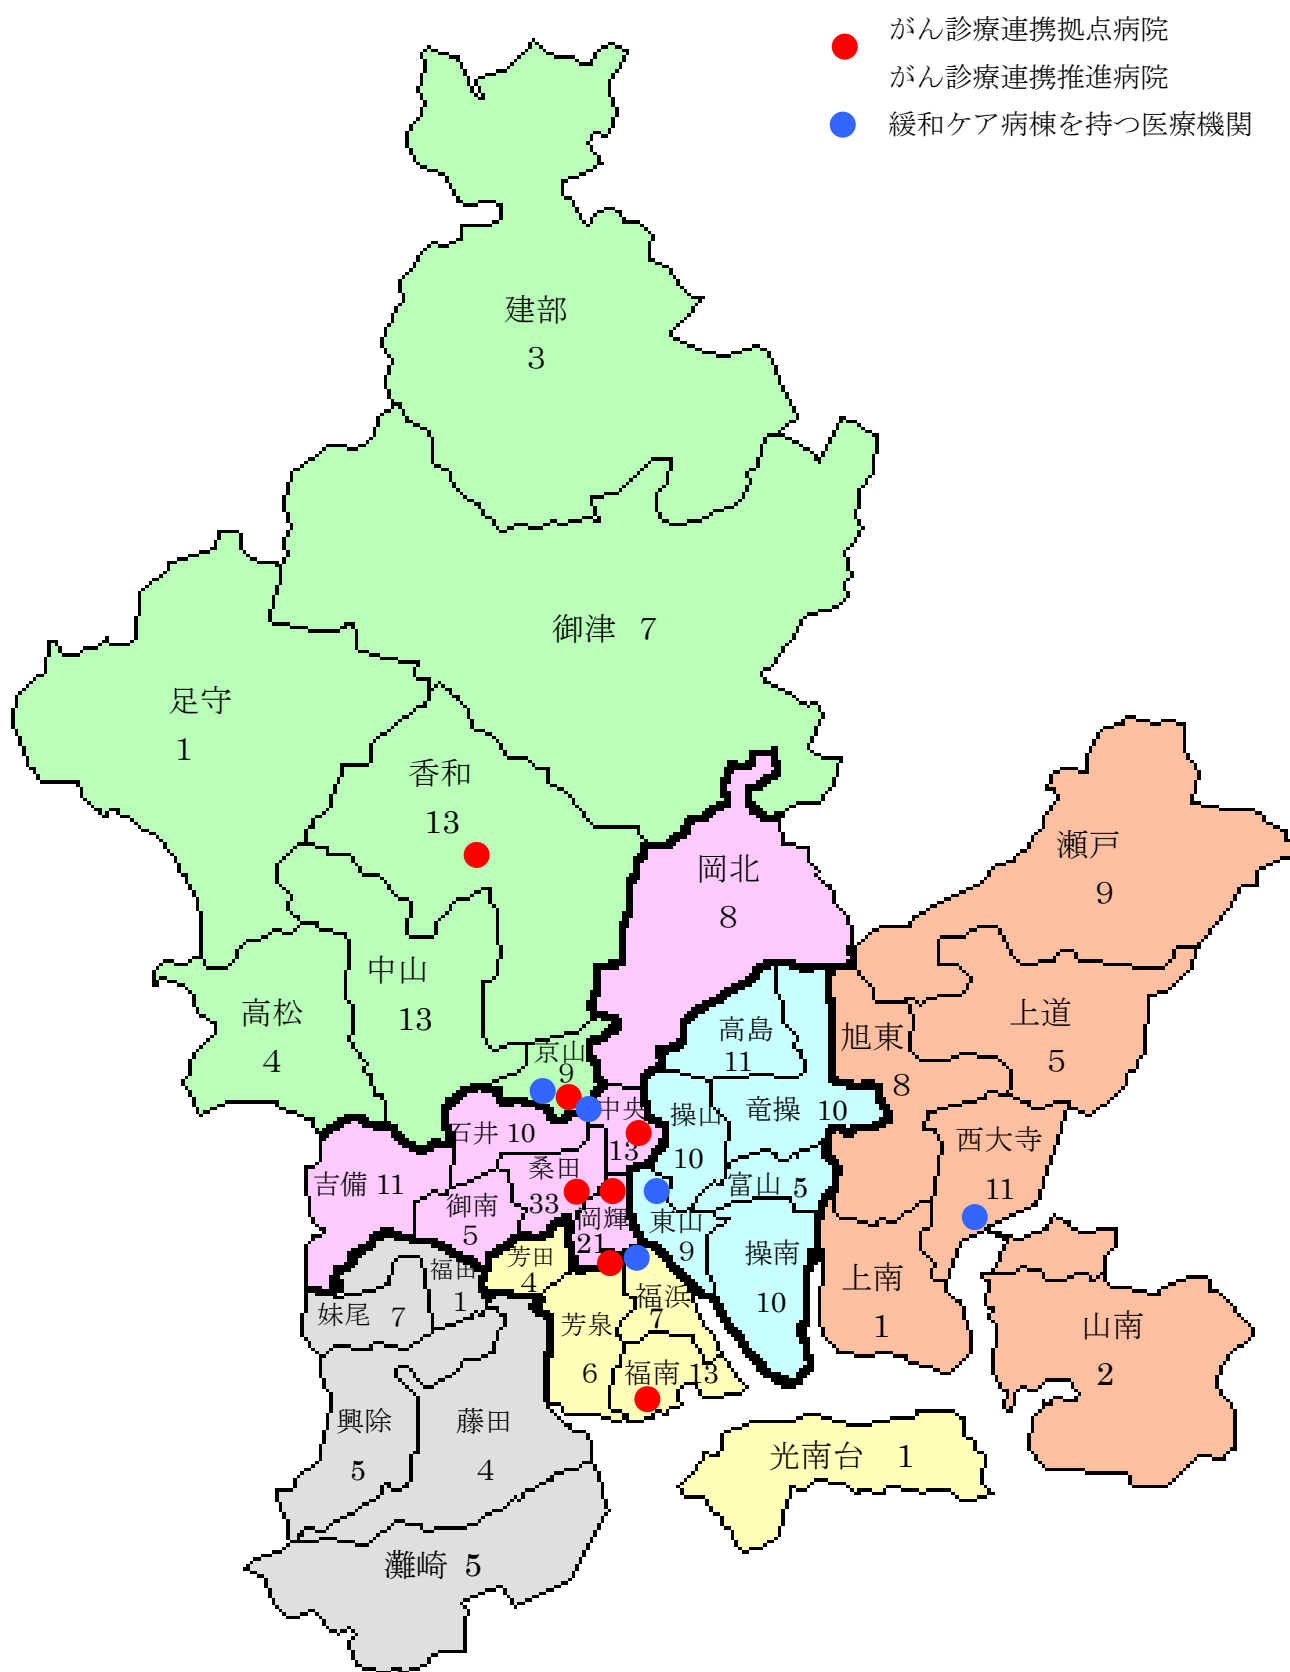 がん診療連携拠点病院
がん診療連携推進病院
緩和ケア病棟を持つ医療機関
建部
３
御津 ７
足守
１
香和
13
瀬戸
９
岡北
８
中山
13
高松
４
上道
５
高島
11
旭東
８
京山
9
中央
13
操山
10
竜操 10
西大寺
11
石井 10
桑田
33
吉備 11
御南
5
富山 5
岡輝
21
東山
9
操南
10
芳田
4
福田
1
上南
１
福浜
7
妹尾 7
芳泉
6
山南
２
福南 13
興除
5
藤田
４
光南台 １
灘崎 5